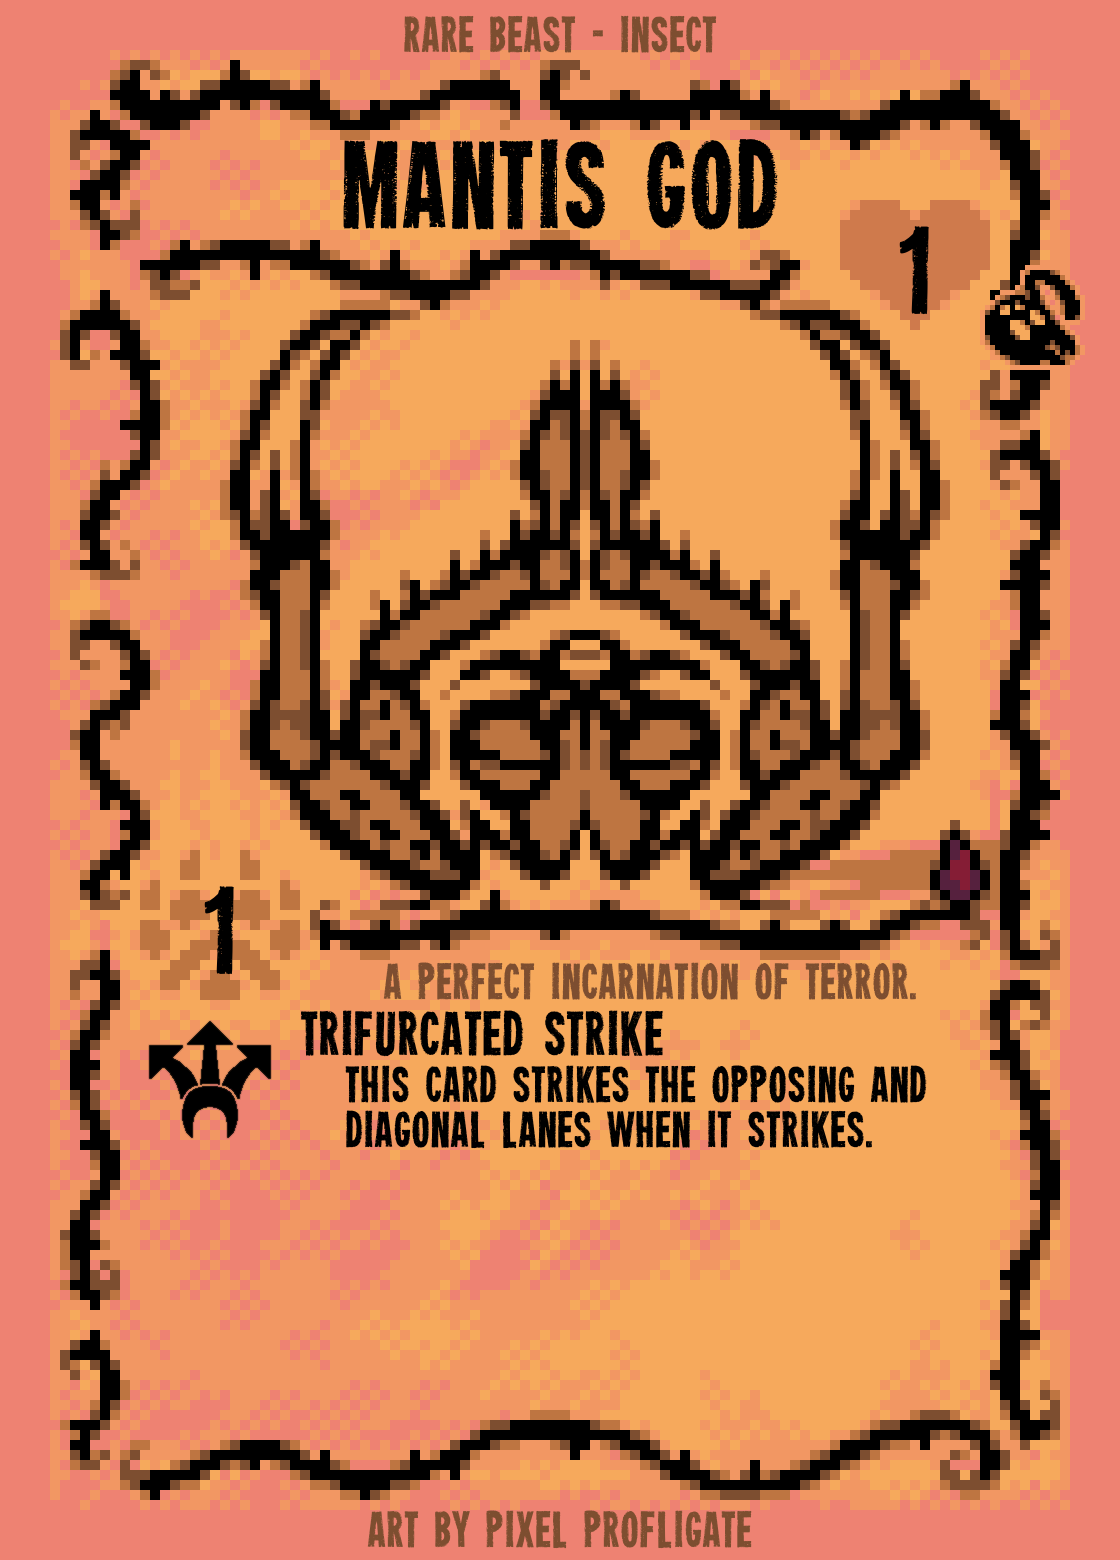 RARE BEAST - INSECT
MANTIS GOD
1
1
A PERFECT INCARNATION OF TERROR.
TRIFURCATED STRIKE
THIS CARD STRIKES THE OPPOSING AND
DIAGONAL LANES WHEN IT STRIKES.
ART BY PIXEL PROFLIGATE